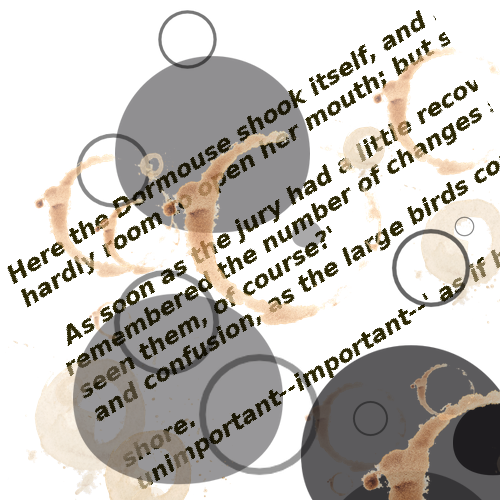 Here the Dormouse shook itself, and
hardly room to open her mouth; but s
As soon as the jury had a little recov
remembered the number of changes
seen them, of course?'
and confusion, as the large birds co
shore.
unimportant--important--' as if h